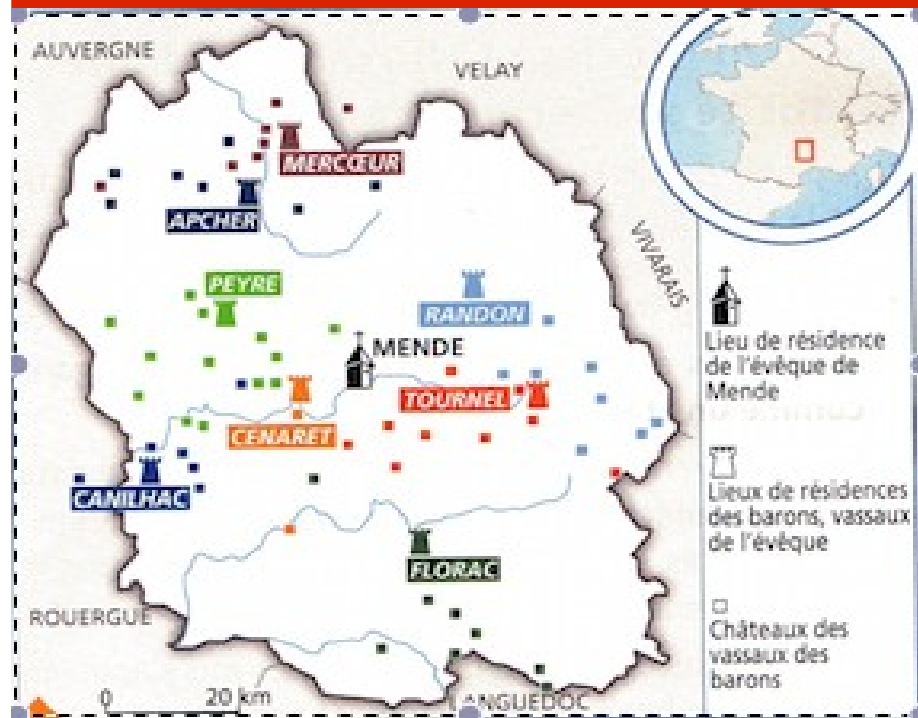 AUVERGNE
VELAY
MERCŒUR
APCHER
VIVARAIS
PEYRE
RANDON
MENDE
TOURNEL
CENARET
CANILHAC
FLORAC
ROUERGUE
LANGUEDOC
0 20 km
Lieu de résidence
de l'évêque de
Mende
Lieux de résidences
des barons, vassaux
de l'évêque
Châteaux des
vassaux des
barons